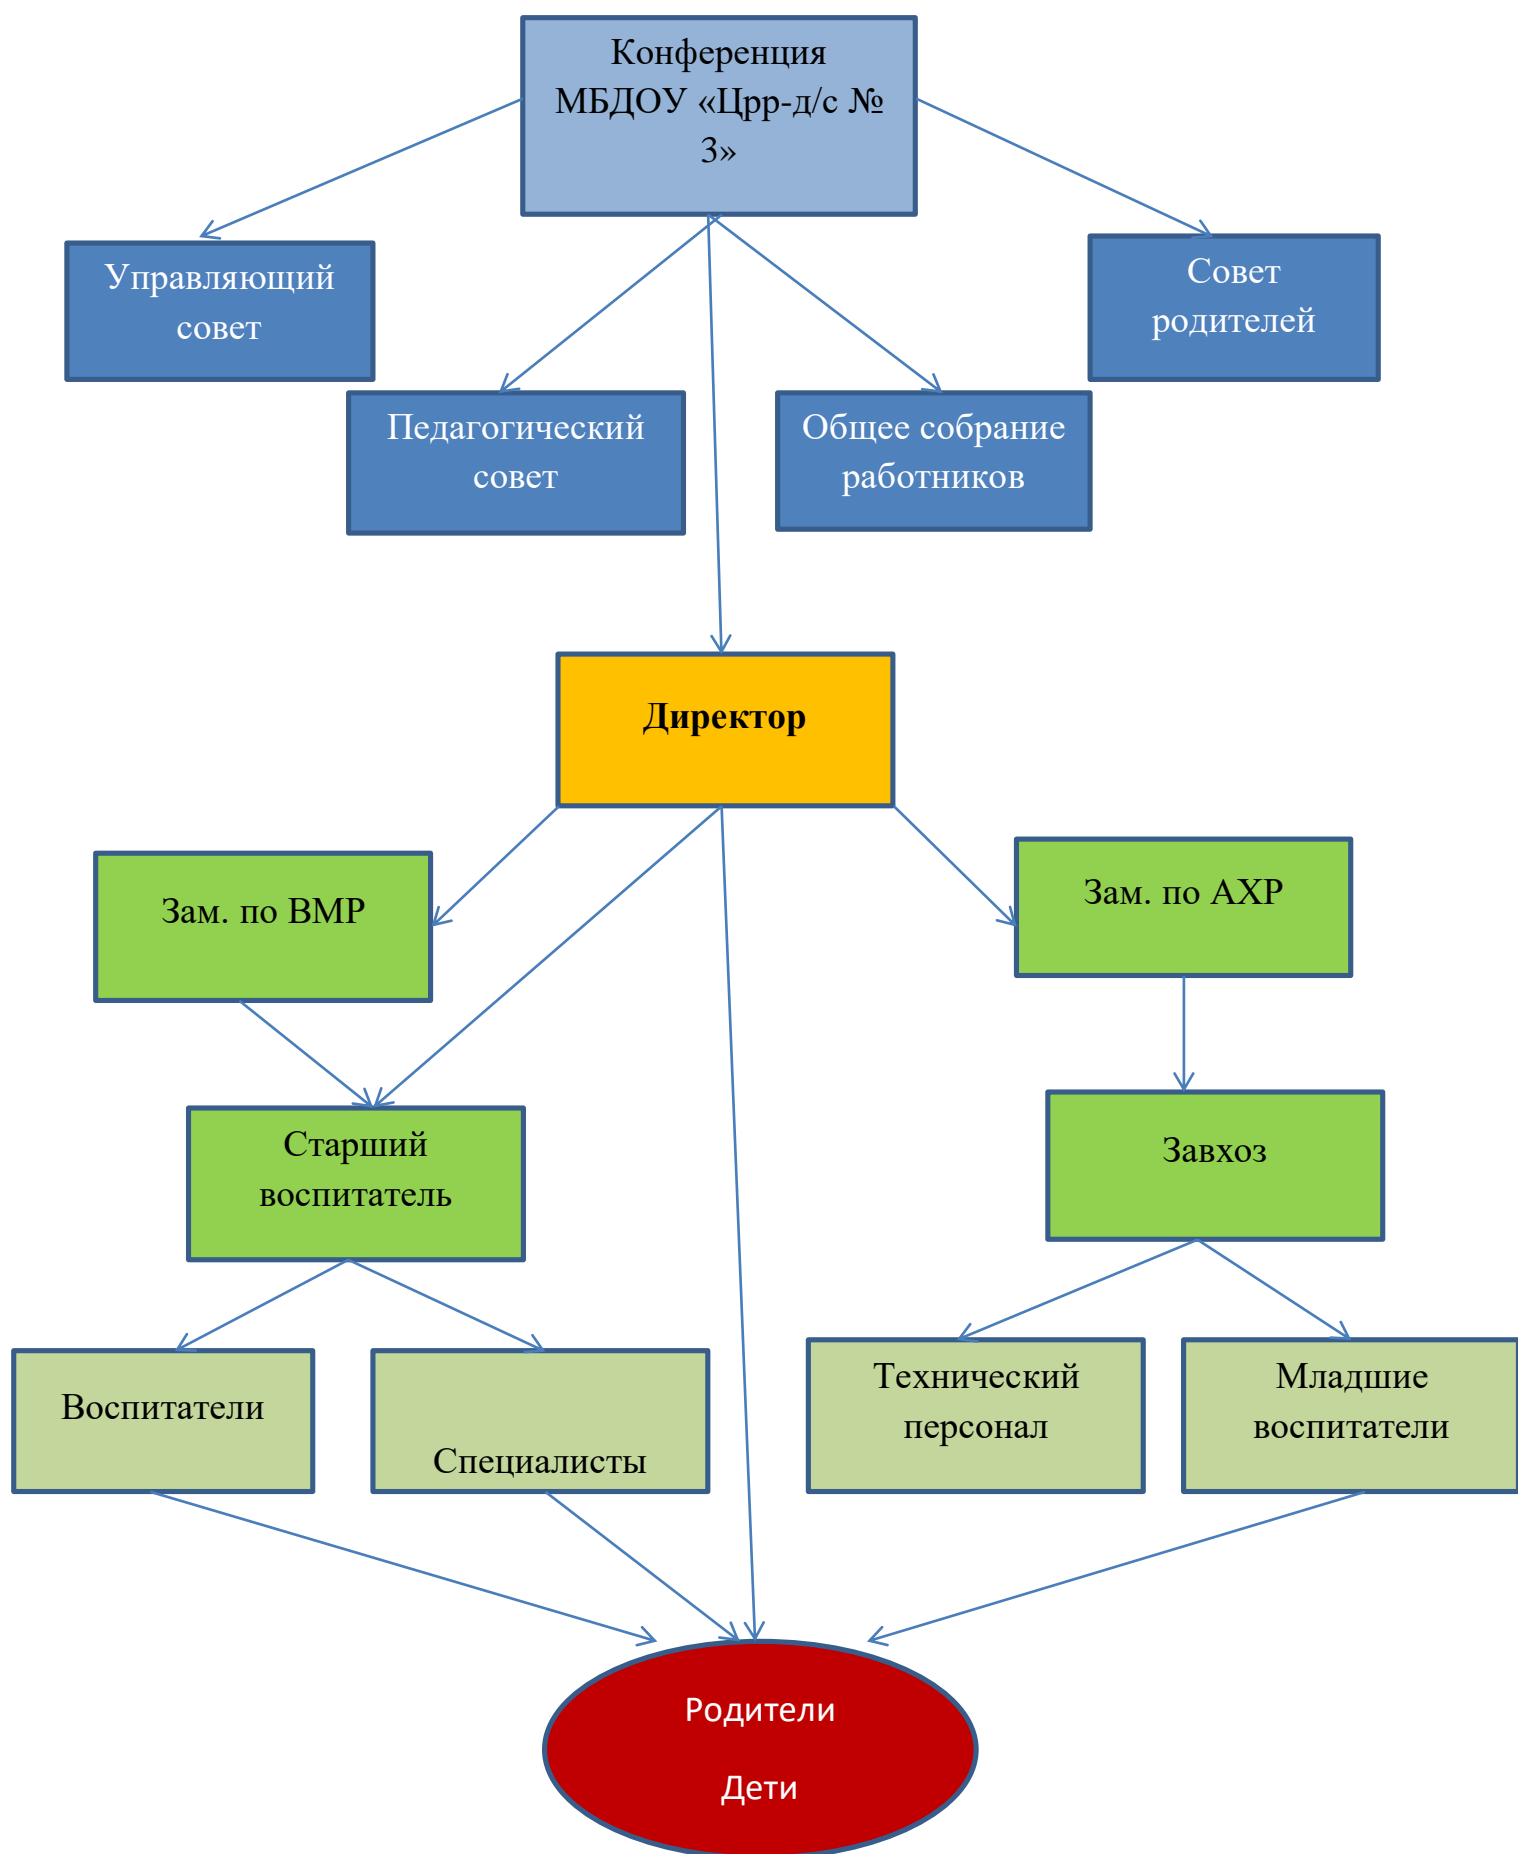 Конференция
МБДОУ «Црр-д/с №
3»
Управляющий
совет
Совет
родителей
Педагогический
совет
Общее собрание
работников
Директор
Зам. по ВМР
Зам. по АХР
Старший
воспитатель
Завхоз
Воспитатели
Специалисты
Технический
персонал
Младшие
воспитатели
Родители
Дети